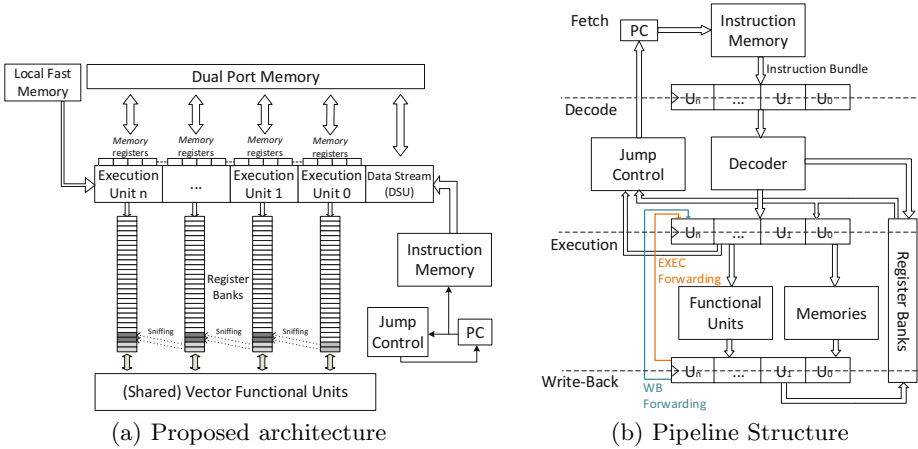 Local Fast
Memory
Dual Port Memory
Memory
registers
Memory
registers
Memory
registers
Memory
registers
Execution
Unit n
...
Execution
Unit 1
Execution
Unit 0
Data Stream
(DSU)
Register
Banks
Instruction
Memory
Sniffing
Sniffing
Sniffing
Jump
Control
PC
(Shared) Vector Functional Units
(a) Proposed architecture
Fetch
PC
Instruction
Memory
Instruction Bundle
Un
...
U1
U0
Decode
Jump
Control
Decoder
Un
...
U1
U0
Execution
EXEC
Forwarding
Functional
Units
Memories
Register Banks
Un
...
U1
U0
Write-Back
WB
Forwarding
(b) Pipeline Structure